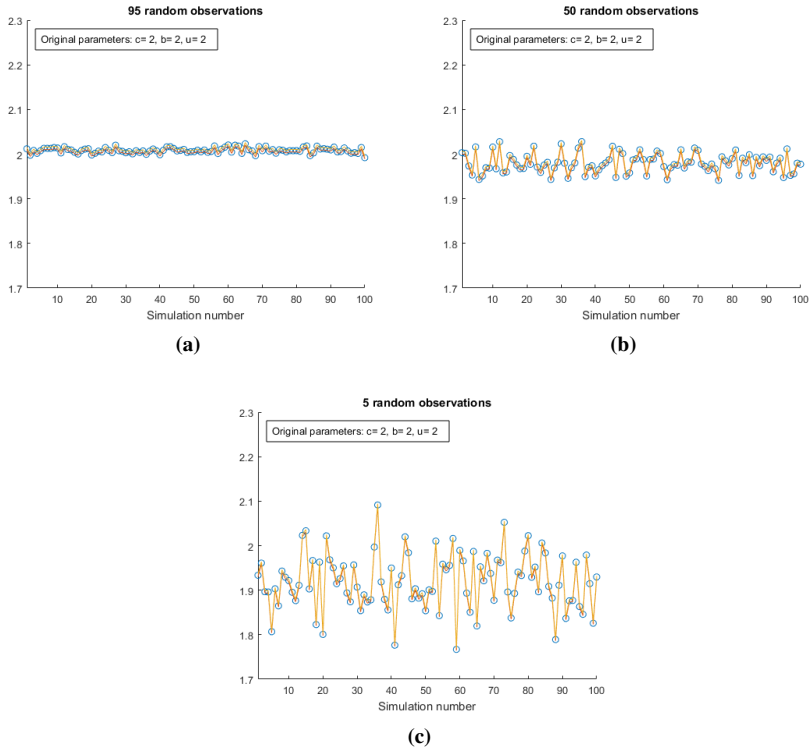 95 random observations
2.3
Original parameters: c= 2, b= 2, u= 2
2.2
2.1
2
1.9
1.8
1.7
10 20 30 40 50 60 70 80 90 100
Simulation number
(a)
50 random observations
2.3
Original parameters: c= 2, b= 2, u= 2
2.2
2.1
2
1.9
1.8
1.7
10 20 30 40 50 60 70 80 90 100
Simulation number
(b)
5 random observations
2.3
Original parameters: c= 2, b= 2, u= 2
2.2
2.1
2
1.9
1.8
1.7
10 20 30 40 50 60 70 80 90 100
Simulation number
(c)